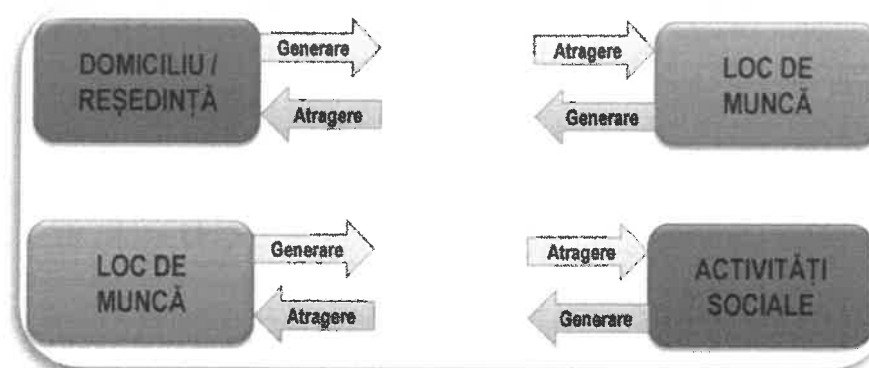 DOMICILIU /
REȘEDINȚĂ
Generare
Atragere
Atragere
Generare
LOC DE
MUNCĂ
LOC DE
MUNCĂ
Generare
Atragere
Atragere
Generare
ACTIVITĂȚI
SOCIALE